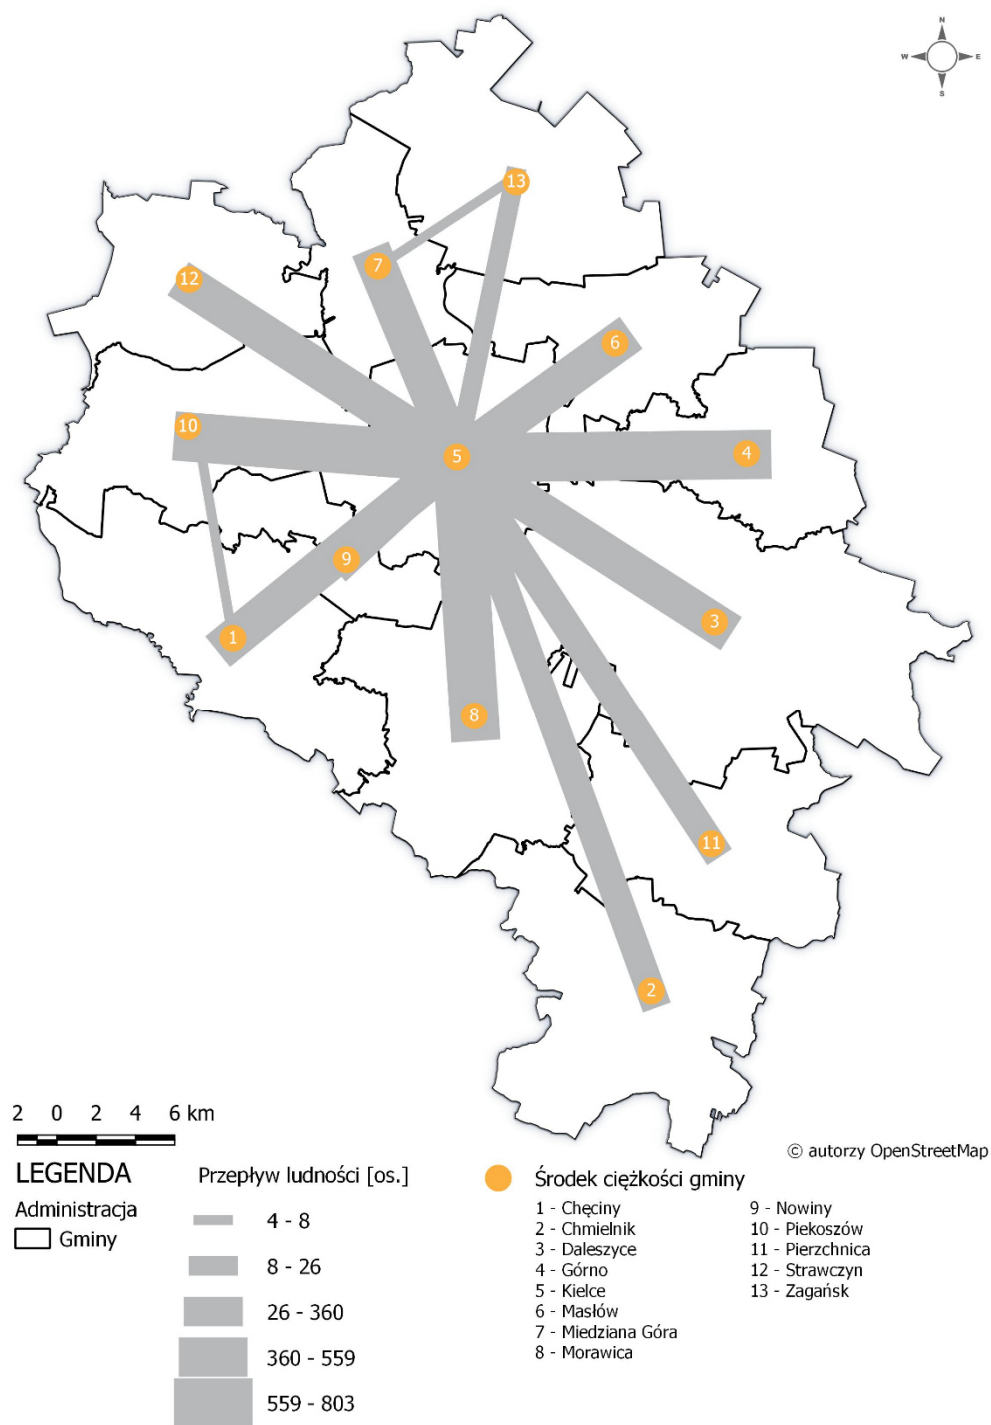 N
W E
S
13
7
12
6
10
5
4
9
3
1
8
11
2
2 0 2 4 6 km
© autorzy OpenStreetMap
LEGENDA
Administracja
Gminy
Przepływ ludności [os.]
4 - 8
8 - 26
26 - 360
360 - 559
559 - 803
Środek ciężkości gminy
1 - Chęciny
2 - Chmielnik
3 - Daleszyce
4 - Górno
5 - Kielce
6 - Masłów
7 - Miedziana Góra
8 - Morawica
9 - Nowiny
10 - Piekoszów
11 - Pierzchnica
12 - Strawczyn
13 - Zagańsk